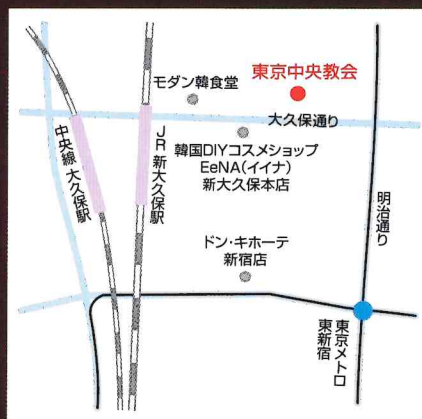 東京中央教会
モダン韓食堂
大久保通り
韓国DIYコスメショップ
EeNA(イイナ)
新大久保本店
中央線 大久保駅
JR 新大久保駅
明治通り
ドン・キホーテ
新宿店
東京メトロ
東新宿